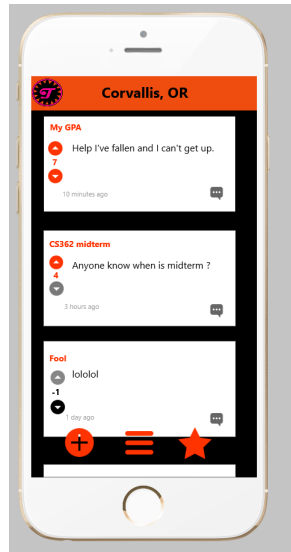 T
Corvallis, OR
My GPA
Help I've fallen and I can't get up.
7
10 minutes ago
CS362 midterm
Anyone know when is midterm ?
4
3 hours ago
Fool
lololol
-1
1 day ago